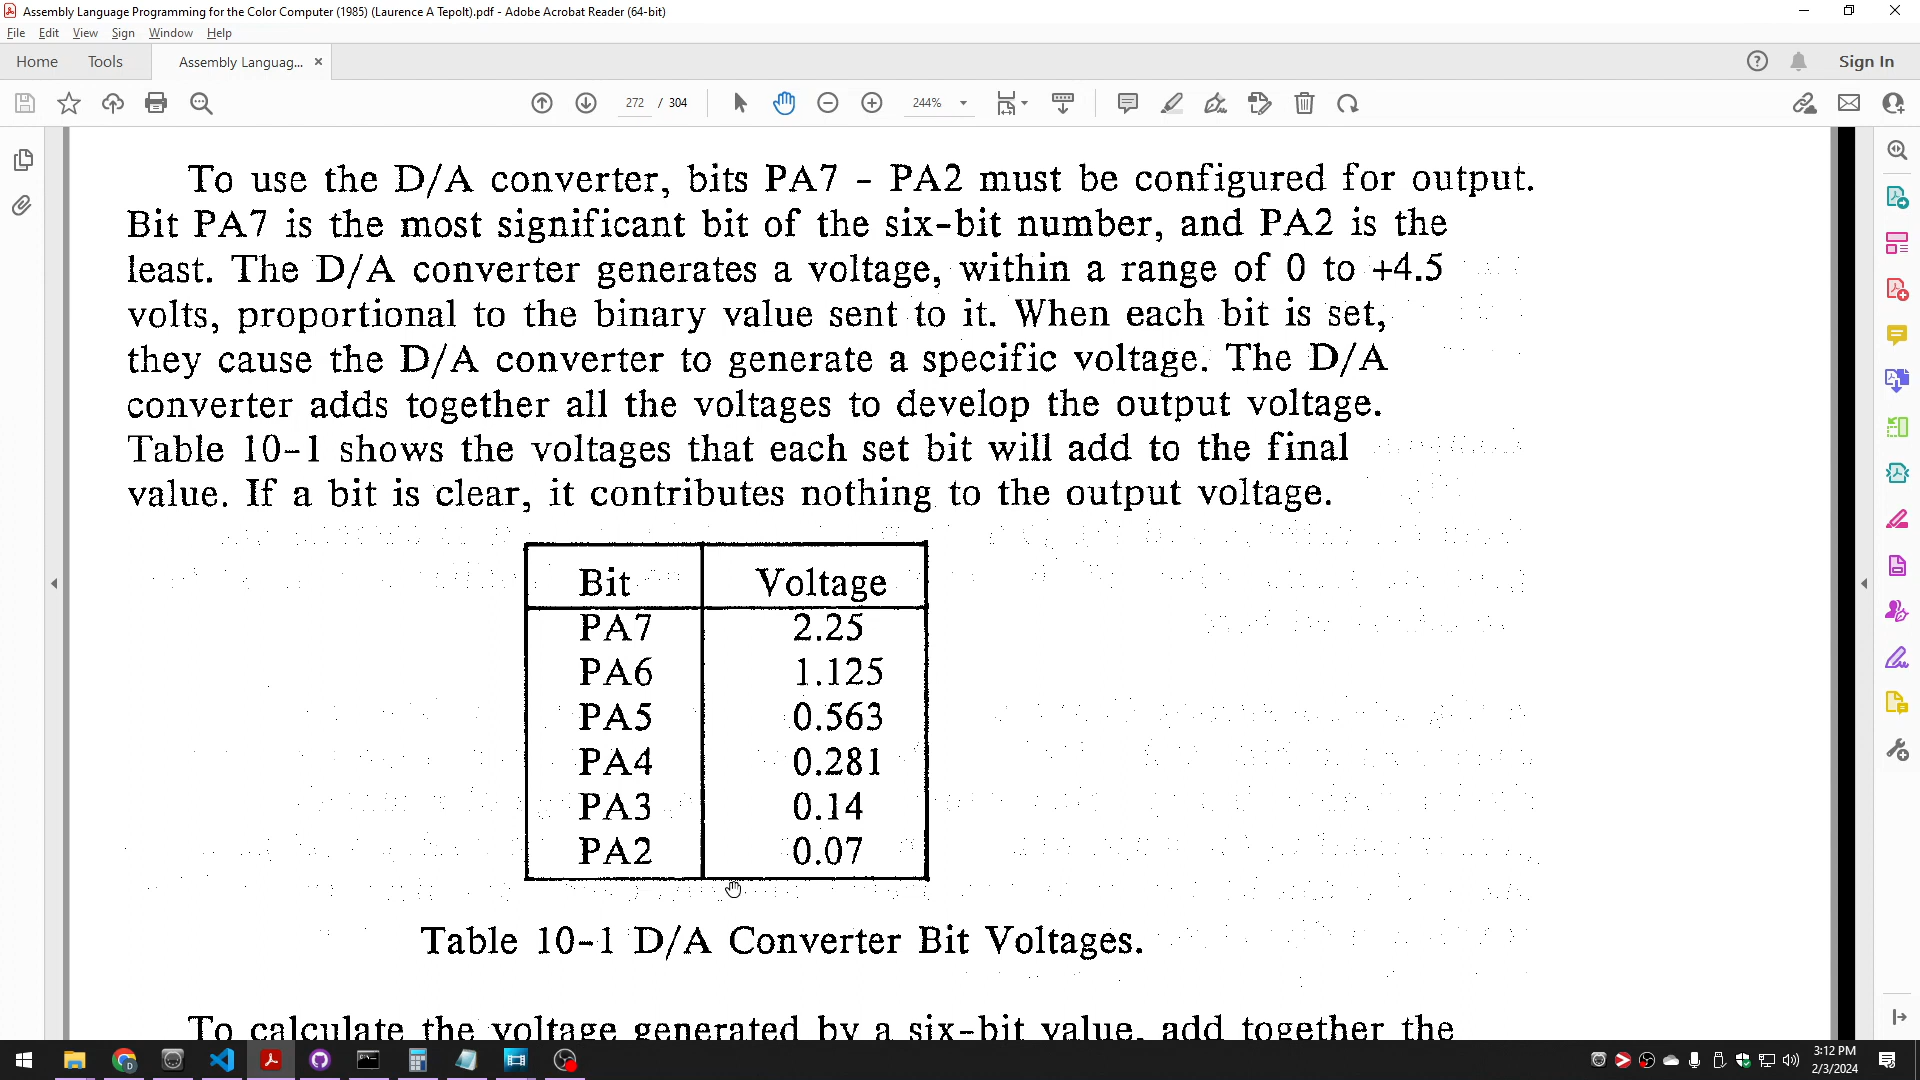 Assembly Language Programming for the Color Computer (1985) (Laurence A Tepolt).pdf - Adobe Acrobat Reader (64-bit)
File Edit View Sign Window Help
Home Tools Assembly Languag... × Sign In
272 / 304 244%
To use the D/A converter, bits PA7 - PA2 must be configured for output.
Bit PA7 is the most significant bit of the six-bit number, and PA2 is the
least. The D/A converter generates a voltage, within a range of 0 to +4.5
volts, proportional to the binary value sent to it. When each bit is set,
they cause the D/A converter to generate a specific voltage. The D/A
converter adds together all the voltages to develop the output voltage.
Table 10-1 shows the voltages that each set bit will add to the final
value. If a bit is clear, it contributes nothing to the output voltage.
Bit Voltage
PA7 2.25
PA6 1.125
PA5 0.563
PA4 0.281
PA3 0.14
PA2 0.07
Table 10-1 D/A Converter Bit Voltages.
To calculate the voltage generated by a six-bit value, add together the
3:12 PM
2/3/2024